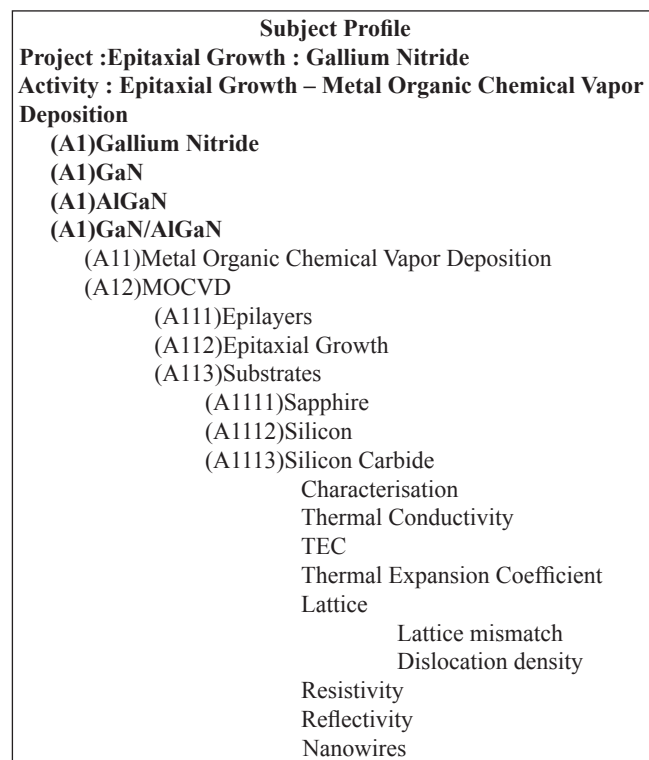 Subject Profile
Project :Epitaxial Growth : Gallium Nitride
Activity : Epitaxial Growth – Metal Organic Chemical Vapor
Deposition
(A1)Gallium Nitride
(A1)GaN
(A1)AlGaN
(A1)GaN/AlGaN
(A11)Metal Organic Chemical Vapor Deposition
(A12)MOCVD
(A111)Epilayers
(A112)Epitaxial Growth
(A113)Substrates
(A1111)Sapphire
(A1112)Silicon
(A1113)Silicon Carbide
Characterisation
Thermal Conductivity
TEC
Thermal Expansion Coefficient
Lattice
Lattice mismatch
Dislocation density
Resistivity
Reflectivity
Nanowires